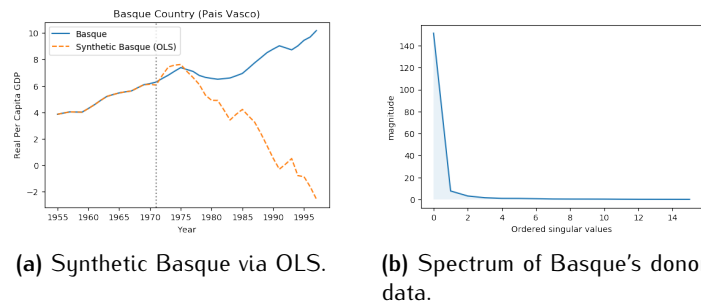 Basque Country (Pais Vasco)
Basque
Synthetic Basque (OLS)
Real Per Capita GDP
10
8
6
4
2
0
−2
1955 1960 1965 1970 1975 1980 1985 1990 1995
Year
(a) Synthetic Basque via OLS.
magnitude
140
120
100
80
60
40
20
0
0 2 4 6 8 10 12 14
Ordered singular values
(b) Spectrum of Basque's dono
data.